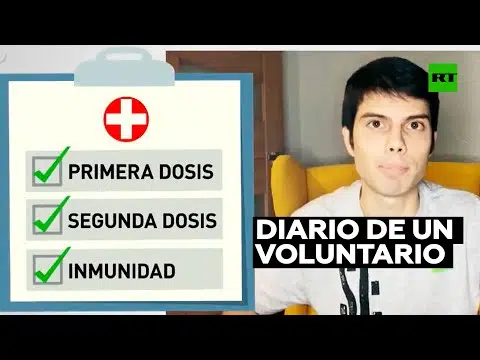 RT
PRIMERA DOSIS
SEGUNDA DOSIS
INMUNIDAD
DIARIO DE UN
VOLUNTARIO